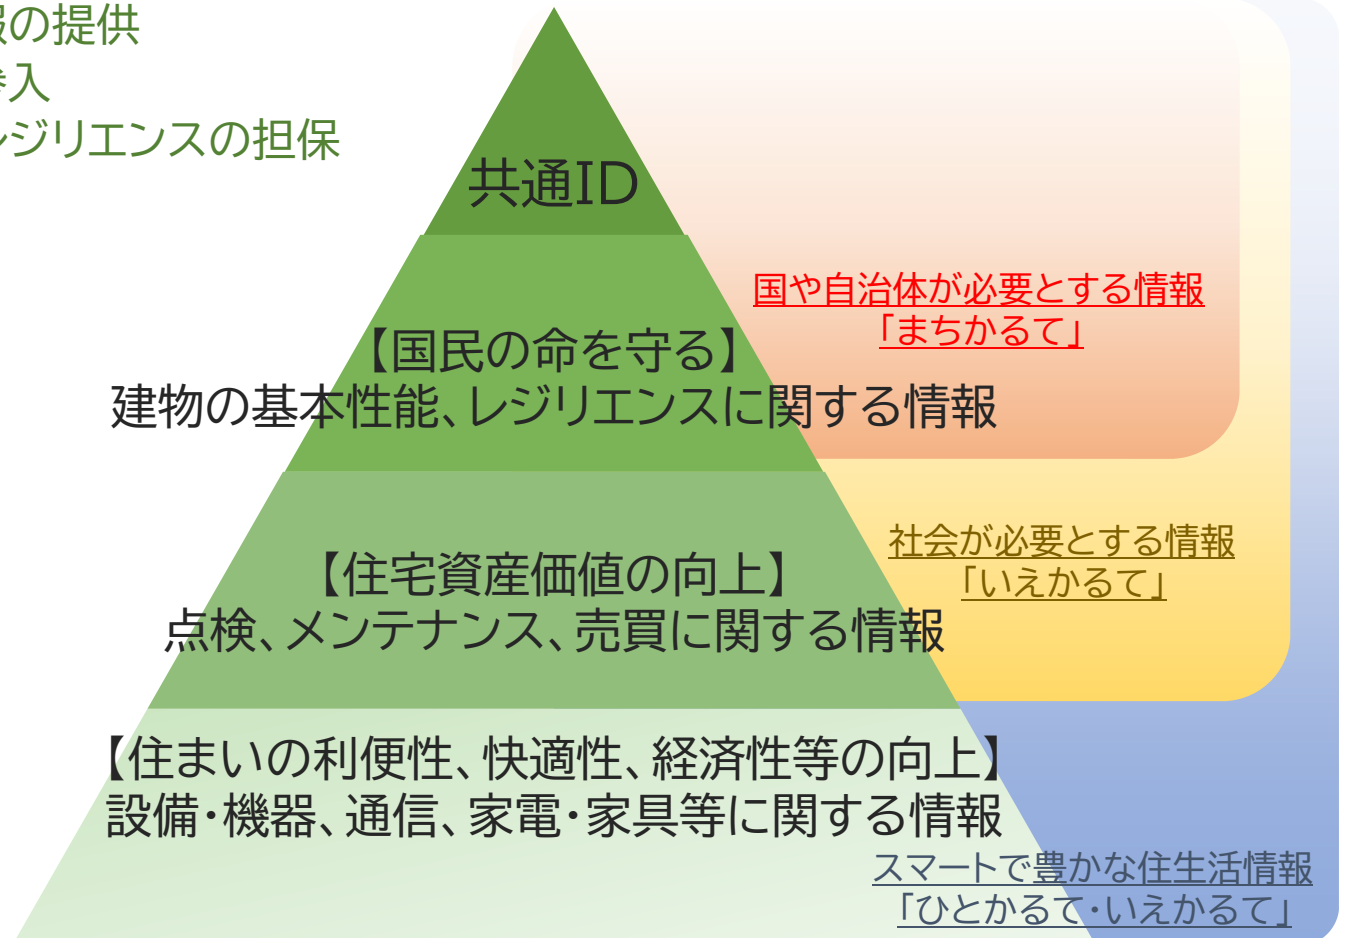 報の提供
参入
レジリエンスの担保
共通ID
国や自治体が必要とする情報
「まちかるて」
【国民の命を守る】
建物の基本性能、レジリエンスに関する情報
社会が必要とする情報
「いえかるて」
【住宅資産価値の向上】
点検、メンテナンス、売買に関する情報
【住まいの利便性、快適性、経済性等の向上】
設備・機器、通信、家電・家具等に関する情報
スマートで豊かな住生活情報
「ひとかるて・いえかるて」